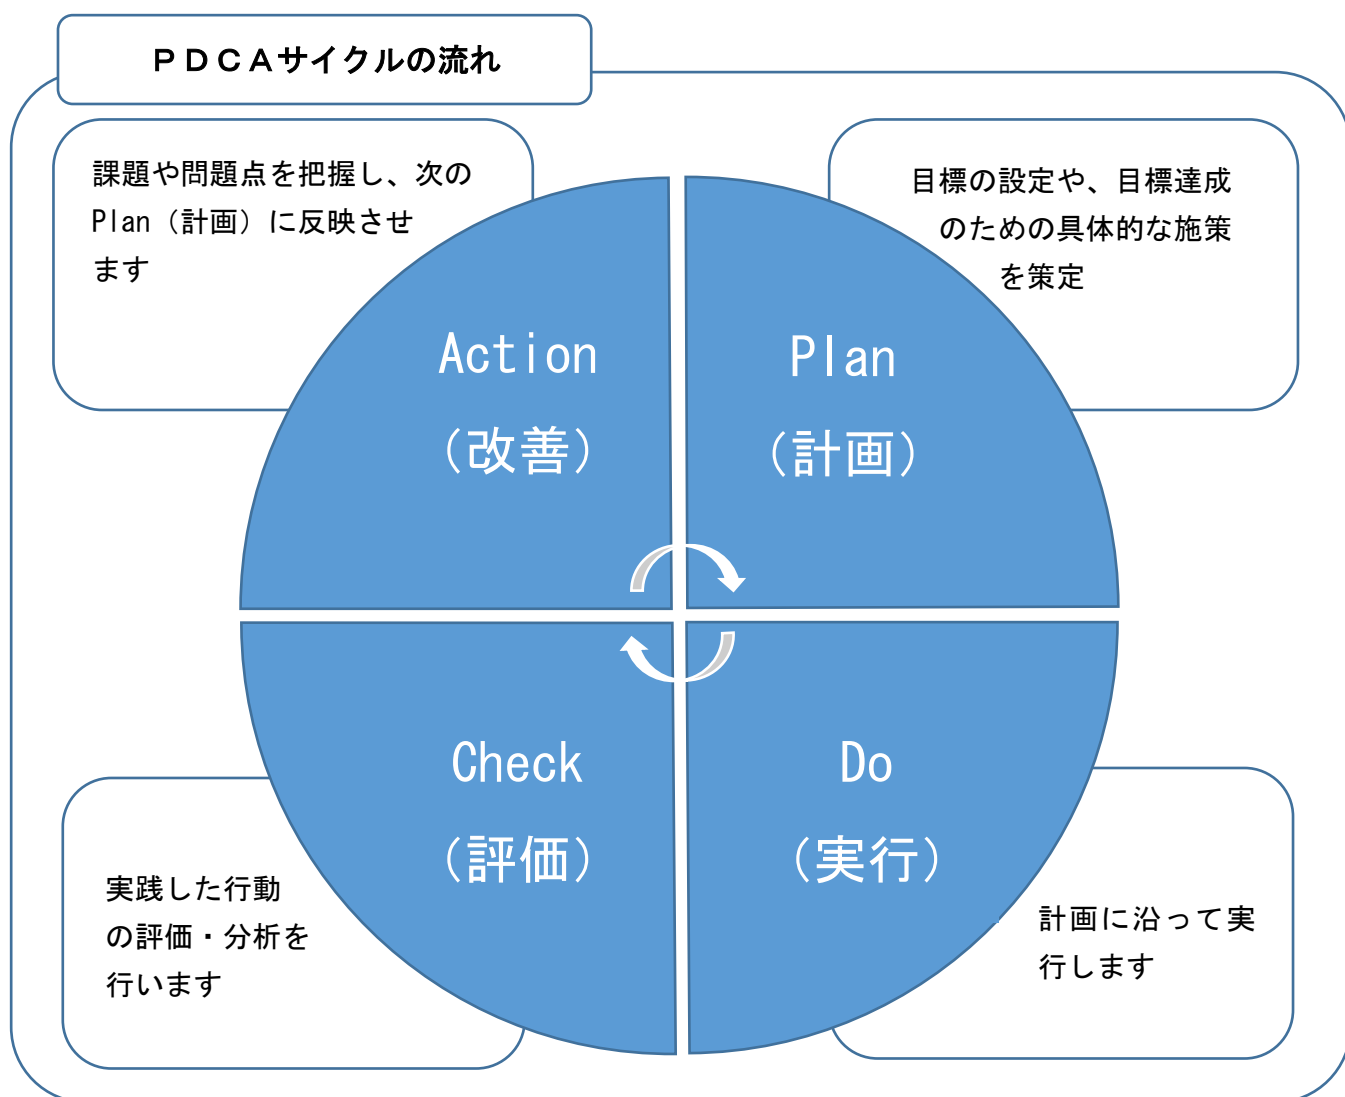 ＰＤＣＡサイクルの流れ
課題や問題点を把握し、次の
Plan（計画）に反映させ
ます
目標の設定や、目標達成
のための具体的な施策
を策定
Action
（改善）
Plan
（計画）
Check
（評価）
Do
（実行）
実践した行動
の評価・分析を
行います
計画に沿って実
行します